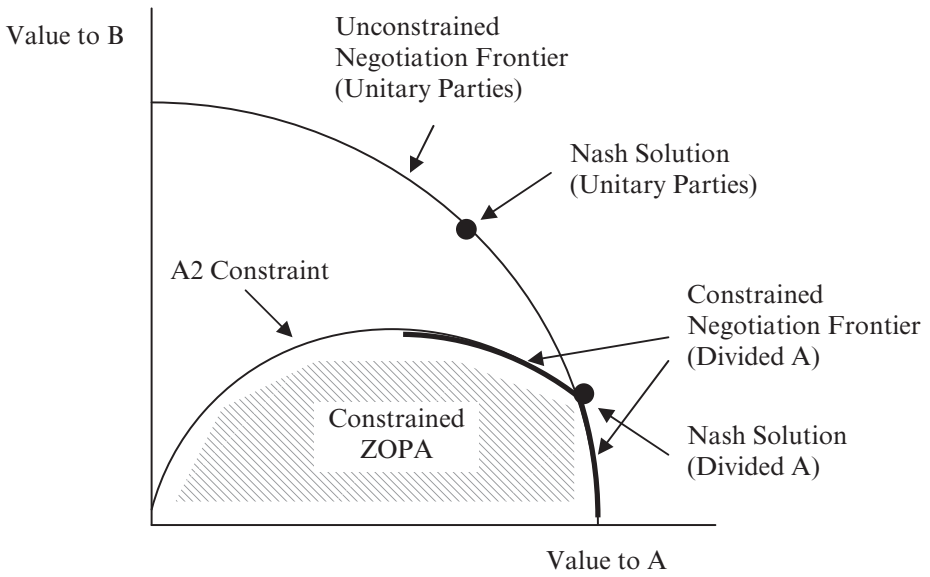 Value to B
Unconstrained
Negotiation Frontier
(Unitary Parties)
Nash Solution
(Unitary Parties)
A2 Constraint
Constrained
Negotiation Frontier
(Divided A)
Constrained
ZOPA
Nash Solution
(Divided A)
Value to A